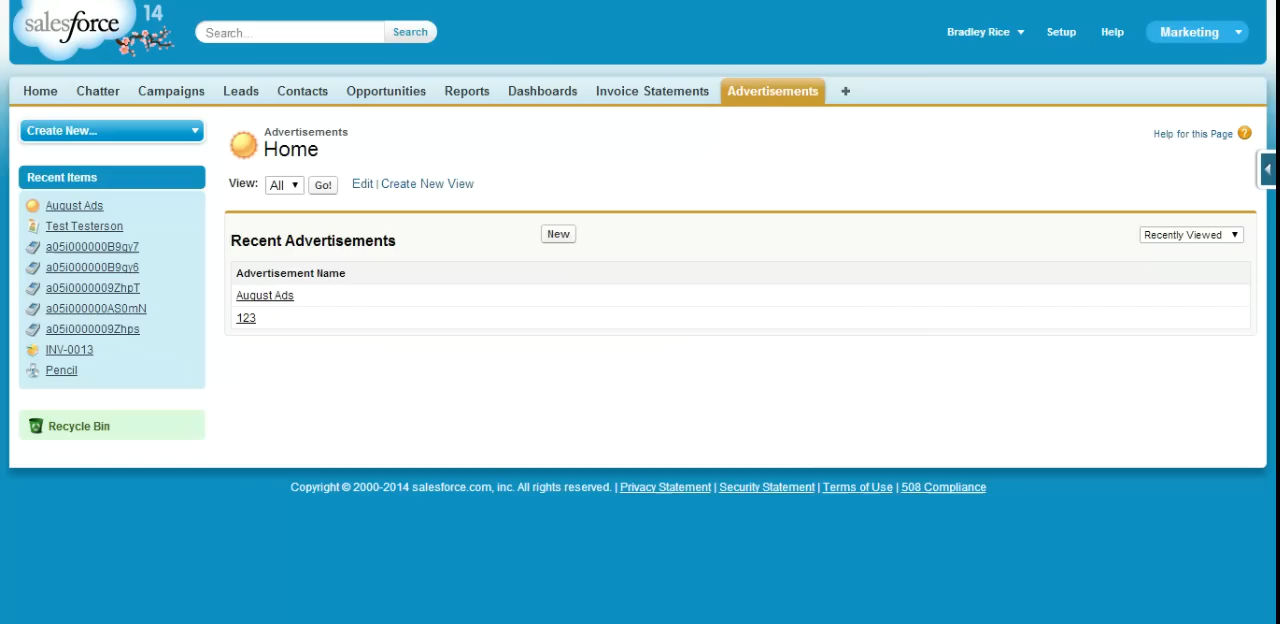 salesforce 14
Search...
Search
Bradley Rice
Setup
Help
Marketing
Home Chatter Campaigns Leads Contacts Opportunities Reports Dashboards Invoice Statements Advertisements +
Create New...
Recent Items
August Ads
Test Testerson
a05i000000B9qy7
a05i000000B9qy6
a05i0000009ZhpT
a05i000000AS0mN
a05i0000009Zhps
INV-0013
Pencil
Recycle Bin
Advertisements
Home
Help for this Page ?
View: All Go! Edit | Create New View
Recent Advertisements New Recently Viewed
Advertisement Name
August Ads
123
Copyright © 2000-2014 salesforce.com, inc. All rights reserved. | Privacy Statement | Security Statement | Terms of Use | 508 Compliance